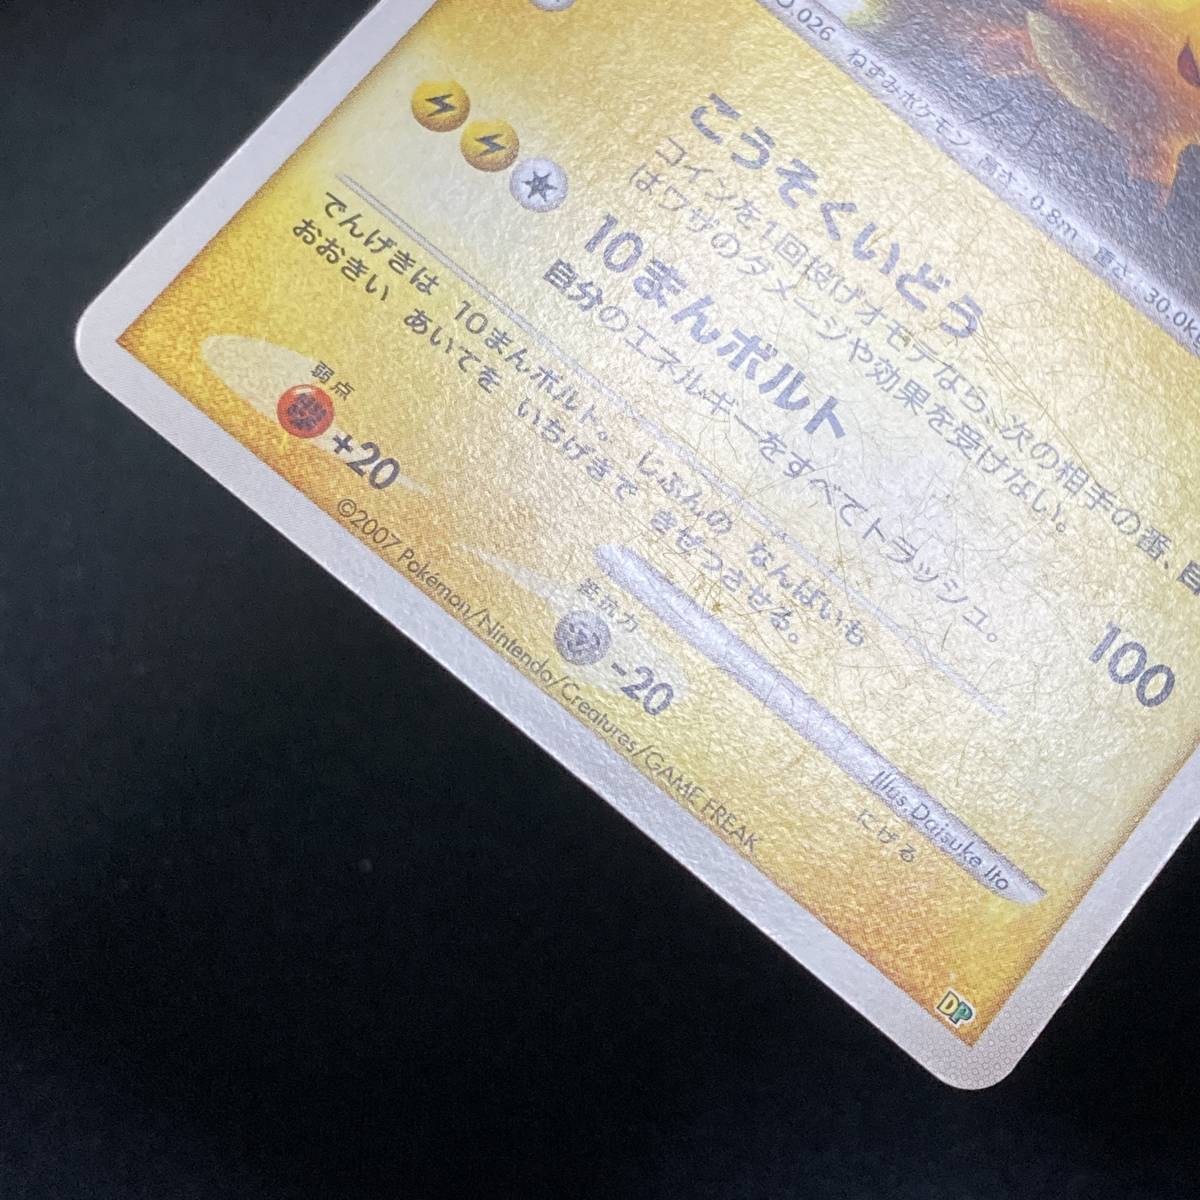 .026 ねずみポケモン 高さ:0.8m 重さ:30.0kg
こうそくいどう
コインを1回投げオモテなら、次の相手の番、自
はワザのダメージや効果を受けない。
10まんボルト 100
自分のエネルギーをすべてトラッシュ。
でんげきは 10まんボルト。 じぶんの なんばいも
おおきい あいてを いちげきで きぜつさせる。
弱点
+20
抵抗力
−20
にげる
Illus.Daisuke Ito
©2007 Pokémon/Nintendo/Creatures/GAME FREAK
DP